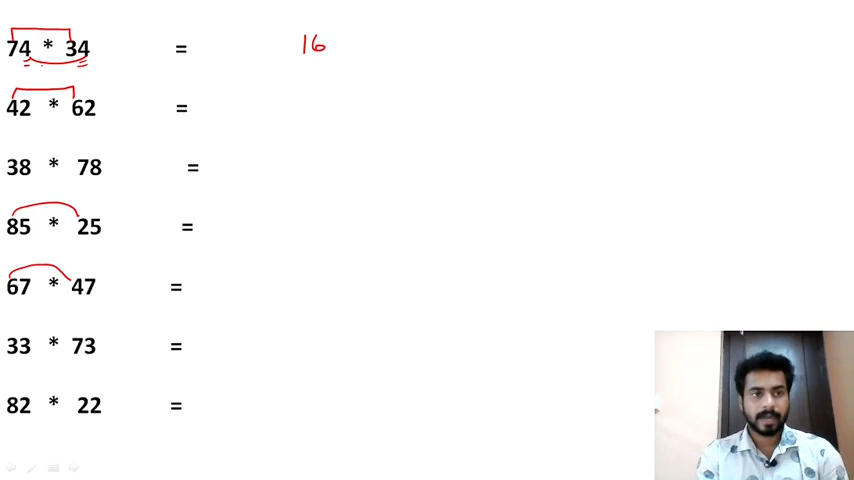 74 * 34 = 16
42 * 62 =
38 * 78 =
85 * 25 =
67 * 47 =
33 * 73 =
82 * 22 =